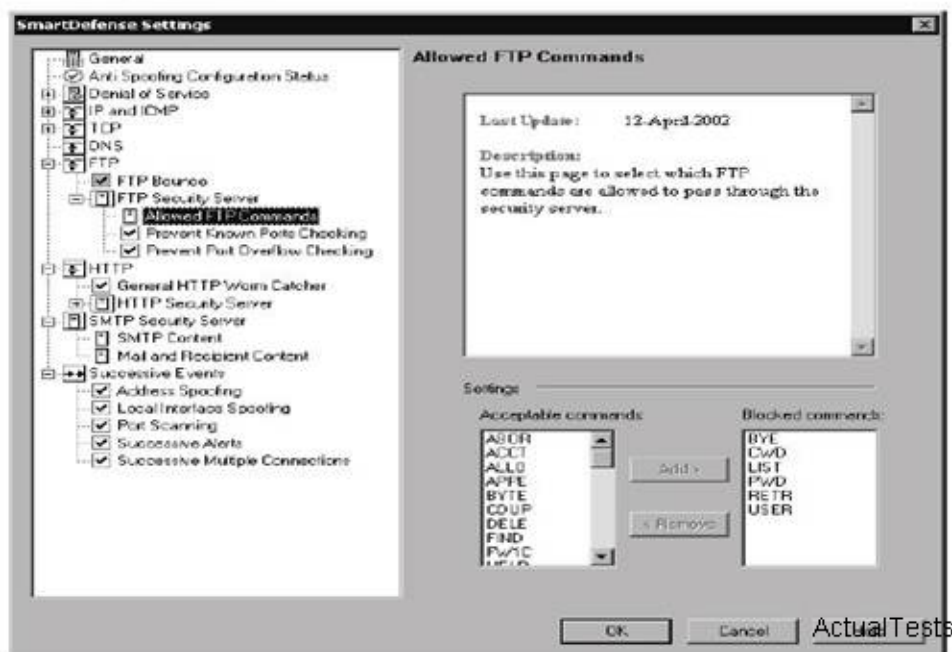 SmartDefense Settings
General
Anti Spoofing Configuration Status
Denial of Service
IP and ICMP
TCP
DNS
FTP
FTP Bounce
FTP Security Server
Allowed FTP Commands
Prevent Known Ports Checking
Prevent Port Overflow Checking
HTTP
General HTTP Worm Catcher
HTTP Security Server
SMTP Security Server
SMTP Content
Mail and Recipient Content
Successive Events
Address Spoofing
Local Interface Spoofing
Port Scanning
Successive Alerts
Successive Multiple Connections
Allowed FTP Commands
Last Update: 12-April-2002
Description:
Use this page to select which FTP
commands are allowed to pass through the
security server.
Settings
Acceptable commands:
ABOR
ACCT
ALLO
APPE
BYTE
COUP
DELE
FIND
FW1C
Add >
< Remove
Blocked commands:
BYE
CWD
LIST
PWD
RETR
USER
OK
Cancel
ActualTests